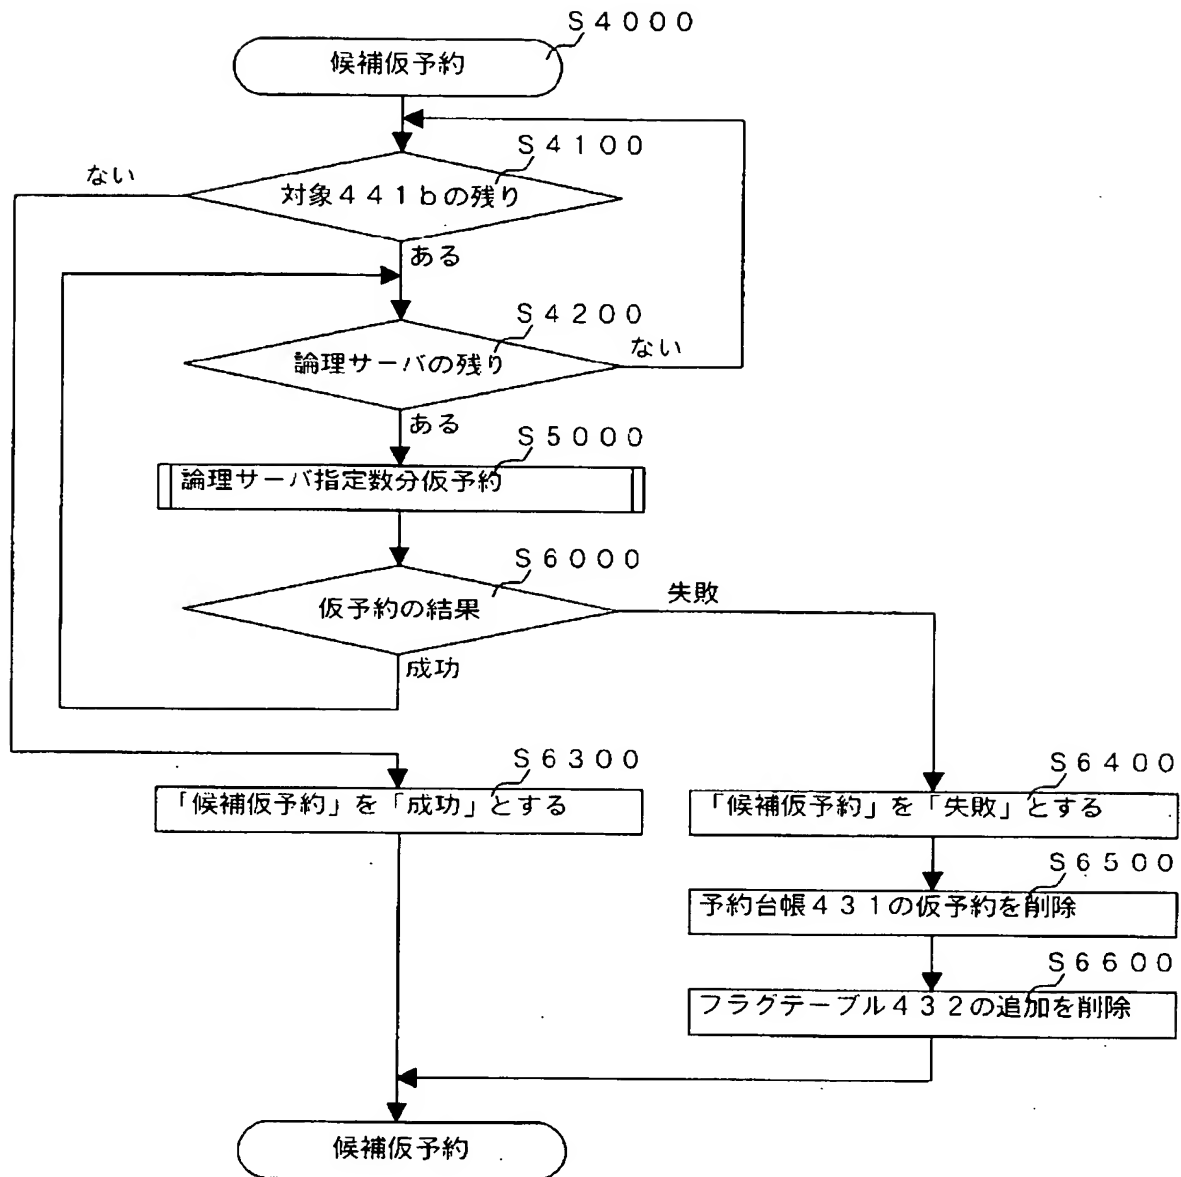 S4000
候補仮予約
S4100
ない
対象441bの残り
ある
S4200
論理サーバの残り
ない
ある
S5000
論理サーバ指定数分仮予約
S6000
仮予約の結果
失敗
成功
S6300
「候補仮予約」を「成功」とする
S6400
「候補仮予約」を「失敗」とする
S6500
予約台帳431の仮予約を削除
S6600
フラグテーブル432の追加を削除
候補仮予約